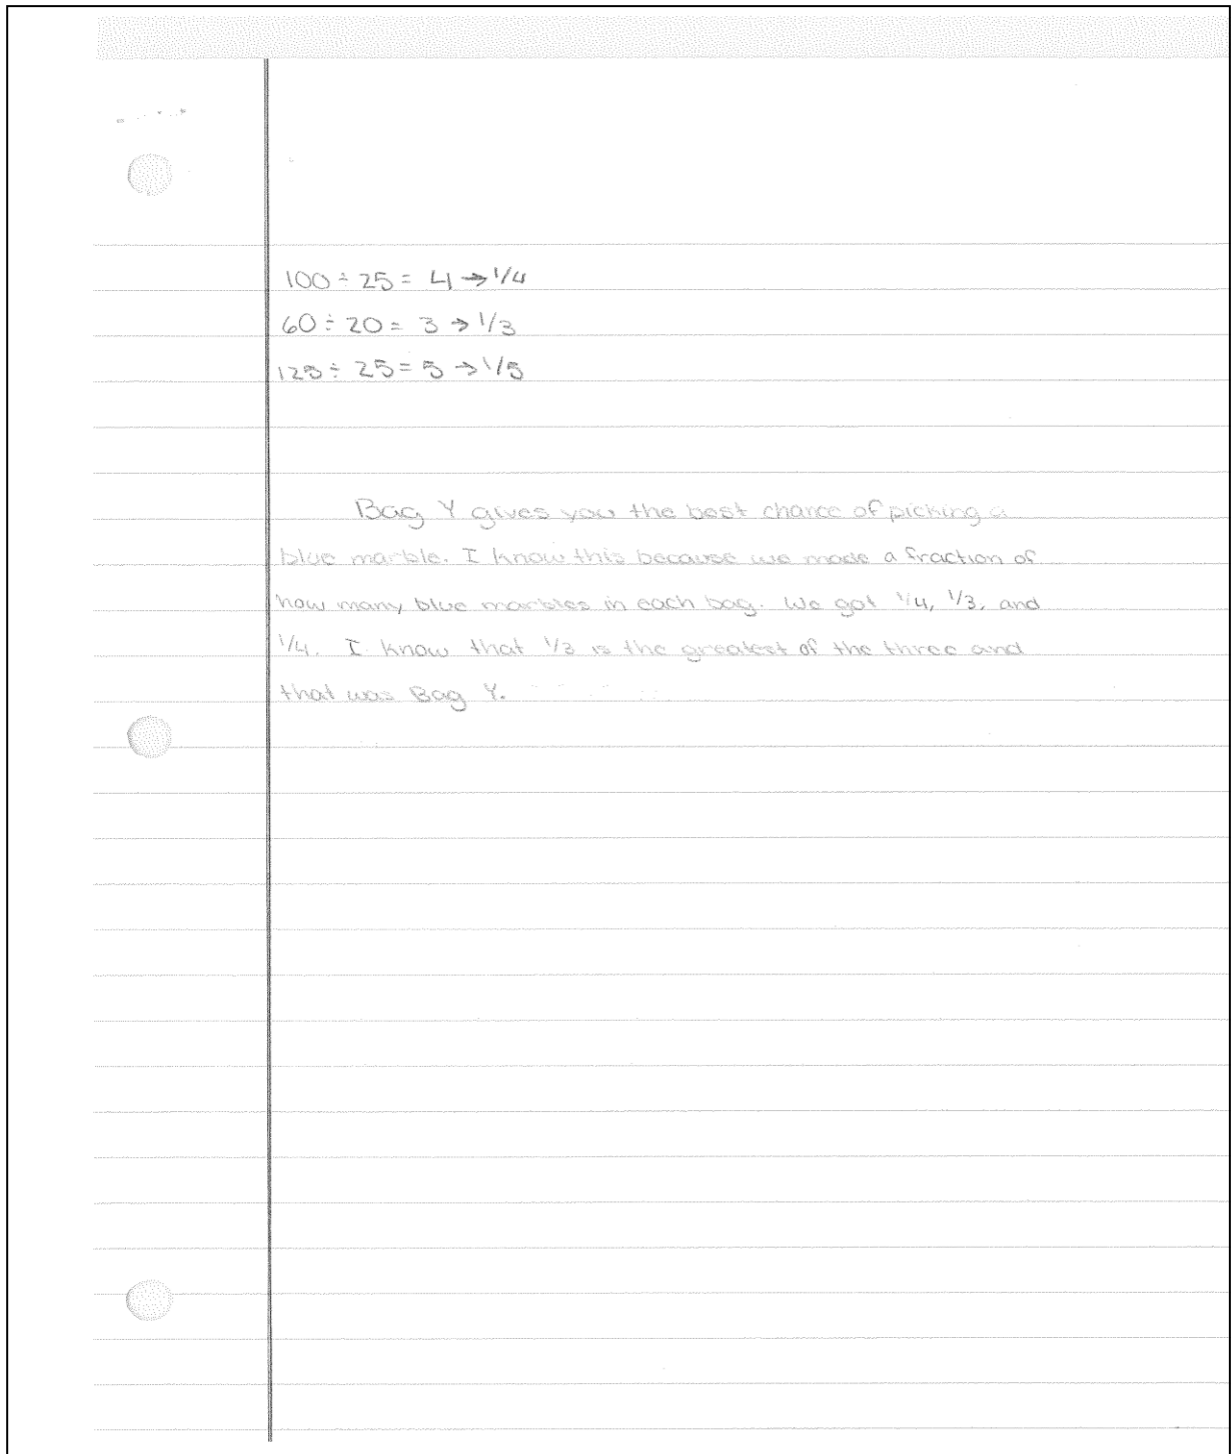 100 ÷ 25 = 4 → 1/4
60 ÷ 20 = 3 → 1/3
125 ÷ 25 = 5 → 1/5
Bag Y gives you the best chance of picking a
blue marble. I know this because we made a fraction of
how many blue marbles in each bag. We got 1/4, 1/3, and
1/4. I know that 1/3 is the greatest of the three and
that was Bag Y.